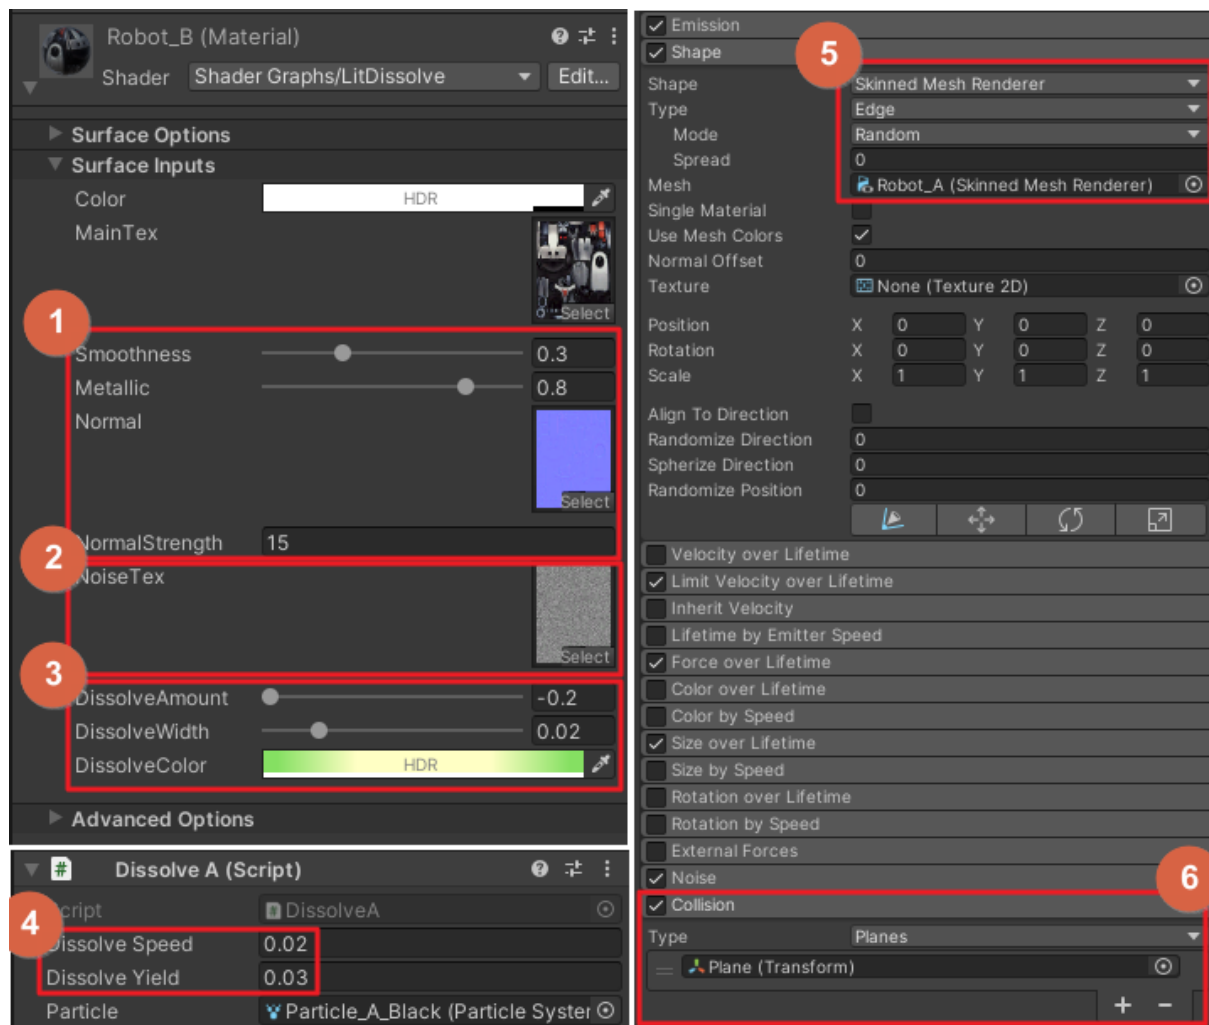 Robot_B (Material)
Shader Shader Graphs/LitDissolve Edit...
Surface Options
Surface Inputs
Color HDR
MainTex
Select
1
Smoothness 0.3
Metallic 0.8
Normal
Select
2
NormalStrength 15
NoiseTex
Select
3
DissolveAmount -0.2
DissolveWidth 0.02
DissolveColor HDR
Advanced Options
# Dissolve A (Script)
4
Script # DissolveA
Dissolve Speed 0.02
Dissolve Yield 0.03
Particle Particle_A_Black (Particle System
Emission
5
Shape
Shape Skinned Mesh Renderer
Type Edge
Mode Random
Spread 0
Mesh Robot_A (Skinned Mesh Renderer)
Single Material
Use Mesh Colors
Normal Offset 0
Texture None (Texture 2D)
Position X 0 Y 0 Z 0
Rotation X 0 Y 0 Z 0
Scale X 1 Y 1 Z 1
Align To Direction
Randomize Direction 0
Spherize Direction 0
Randomize Position 0
Velocity over Lifetime
Limit Velocity over Lifetime
Inherit Velocity
Lifetime by Emitter Speed
Force over Lifetime
Color over Lifetime
Color by Speed
Size over Lifetime
Size by Speed
Rotation over Lifetime
Rotation by Speed
External Forces
Noise
6
Collision
Type Planes
Plane (Transform)